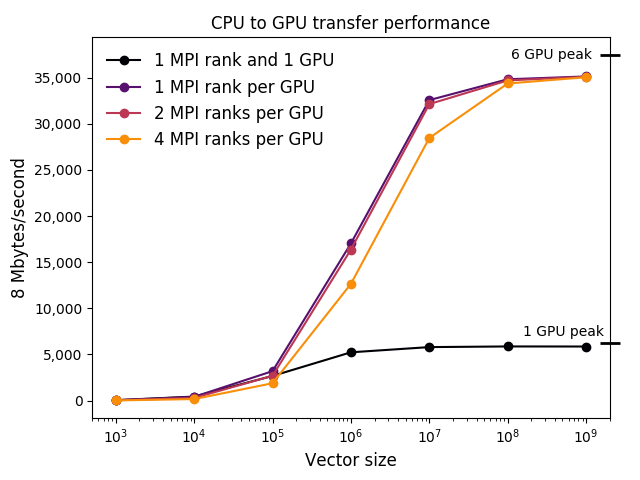 CPU to GPU transfer performance
6 GPU peak
1 MPI rank and 1 GPU
1 MPI rank per GPU
2 MPI ranks per GPU
4 MPI ranks per GPU
1 GPU peak
8 Mbytes/second
35,000
30,000
25,000
20,000
15,000
10,000
5,000
0
10³ 10⁴ 10⁵ 10⁶ 10⁷ 10⁸ 10⁹
Vector size